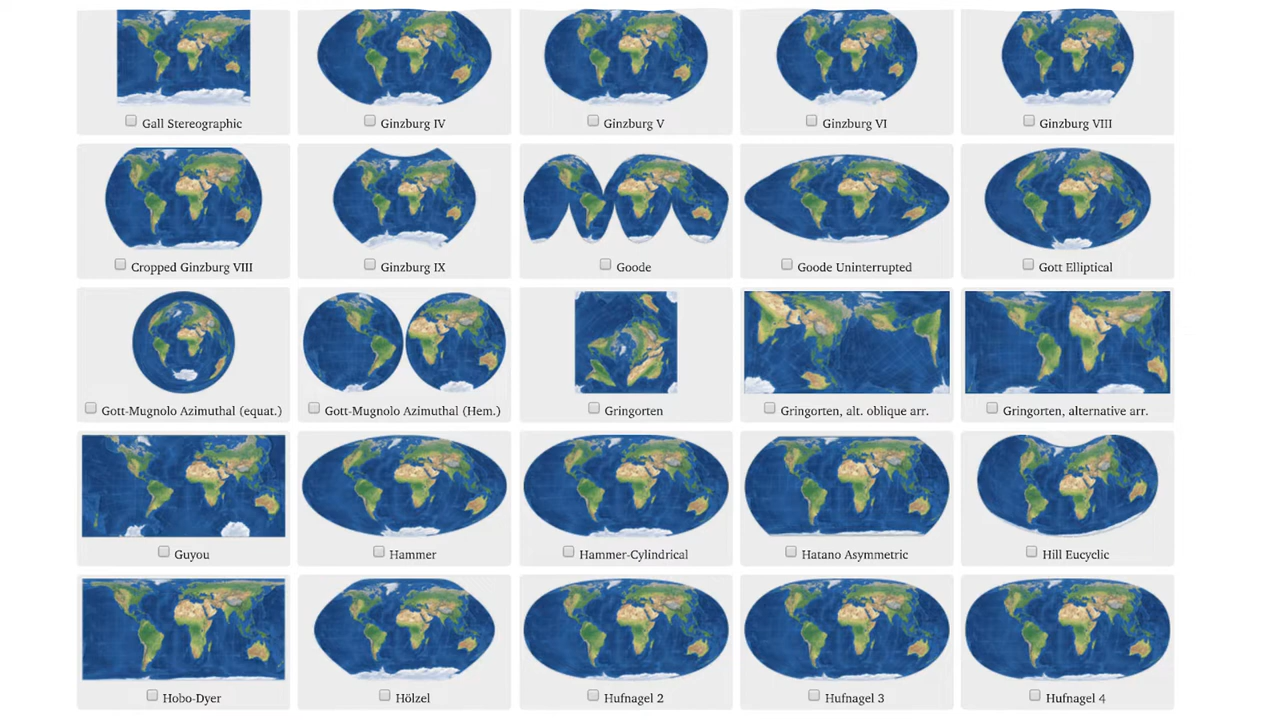 Gall Stereographic
Ginzburg IV
Ginzburg V
Ginzburg VI
Ginzburg VIII
Cropped Ginzburg VIII
Ginzburg IX
Goode
Goode Uninterrupted
Gott Elliptical
Gott-Mugnolo Azimuthal (equat.)
Gott-Mugnolo Azimuthal (Hem.)
Gringorten
Gringorten, alt. oblique arr.
Gringorten, alternative arr.
Guyou
Hammer
Hammer-Cylindrical
Hatano Asymmetric
Hill Eucyclic
Hobo-Dyer
Hölzel
Hufnagel 2
Hufnagel 3
Hufnagel 4